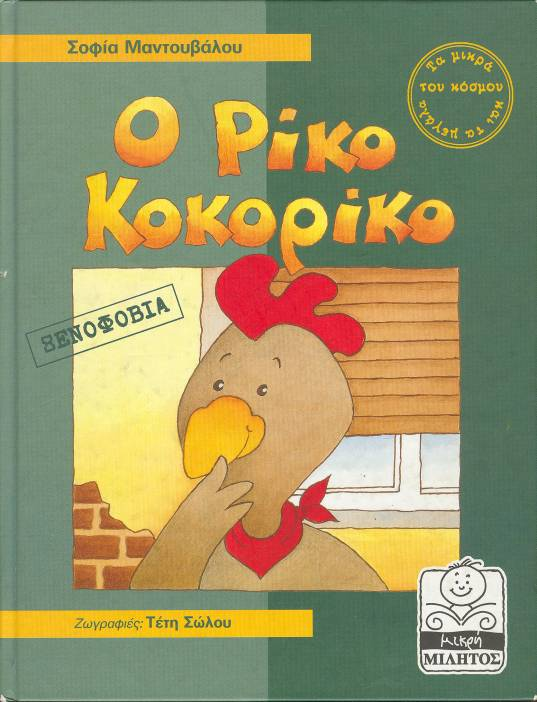 Σοφία Μαντουβάλου
Τα μικρά
του κόσμου
και τα μεγάλα
Ο Ρίκο
Κοκορίκο
ΞΕΝΟΦΟΒΙΑ
Ζωγραφιές: Τέτη Σώλου
μικρή
ΜΙΛΗΤΟΣ